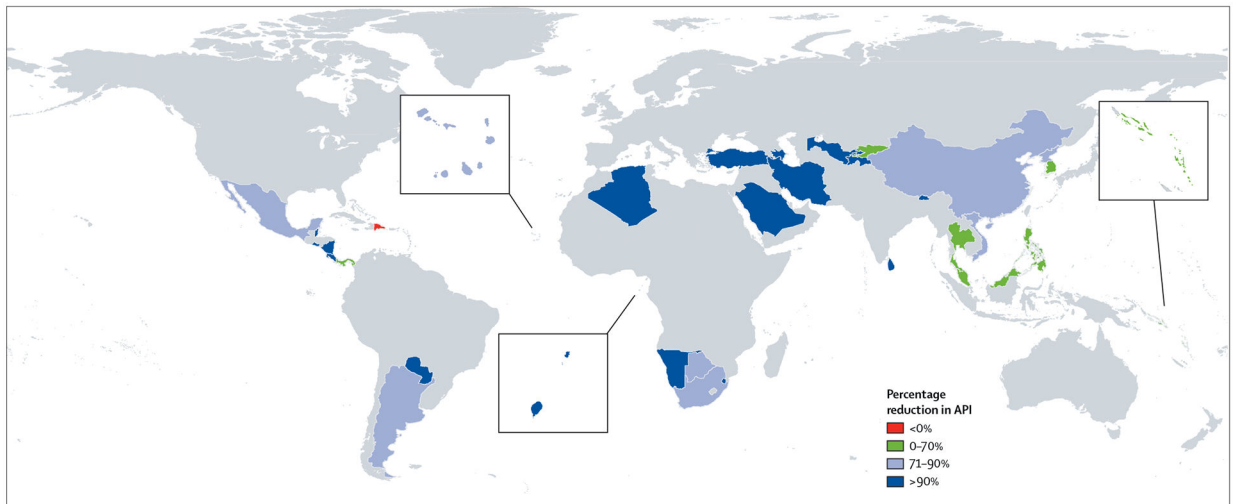 Percentage
reduction in API
<0%
0–70%
71–90%
>90%